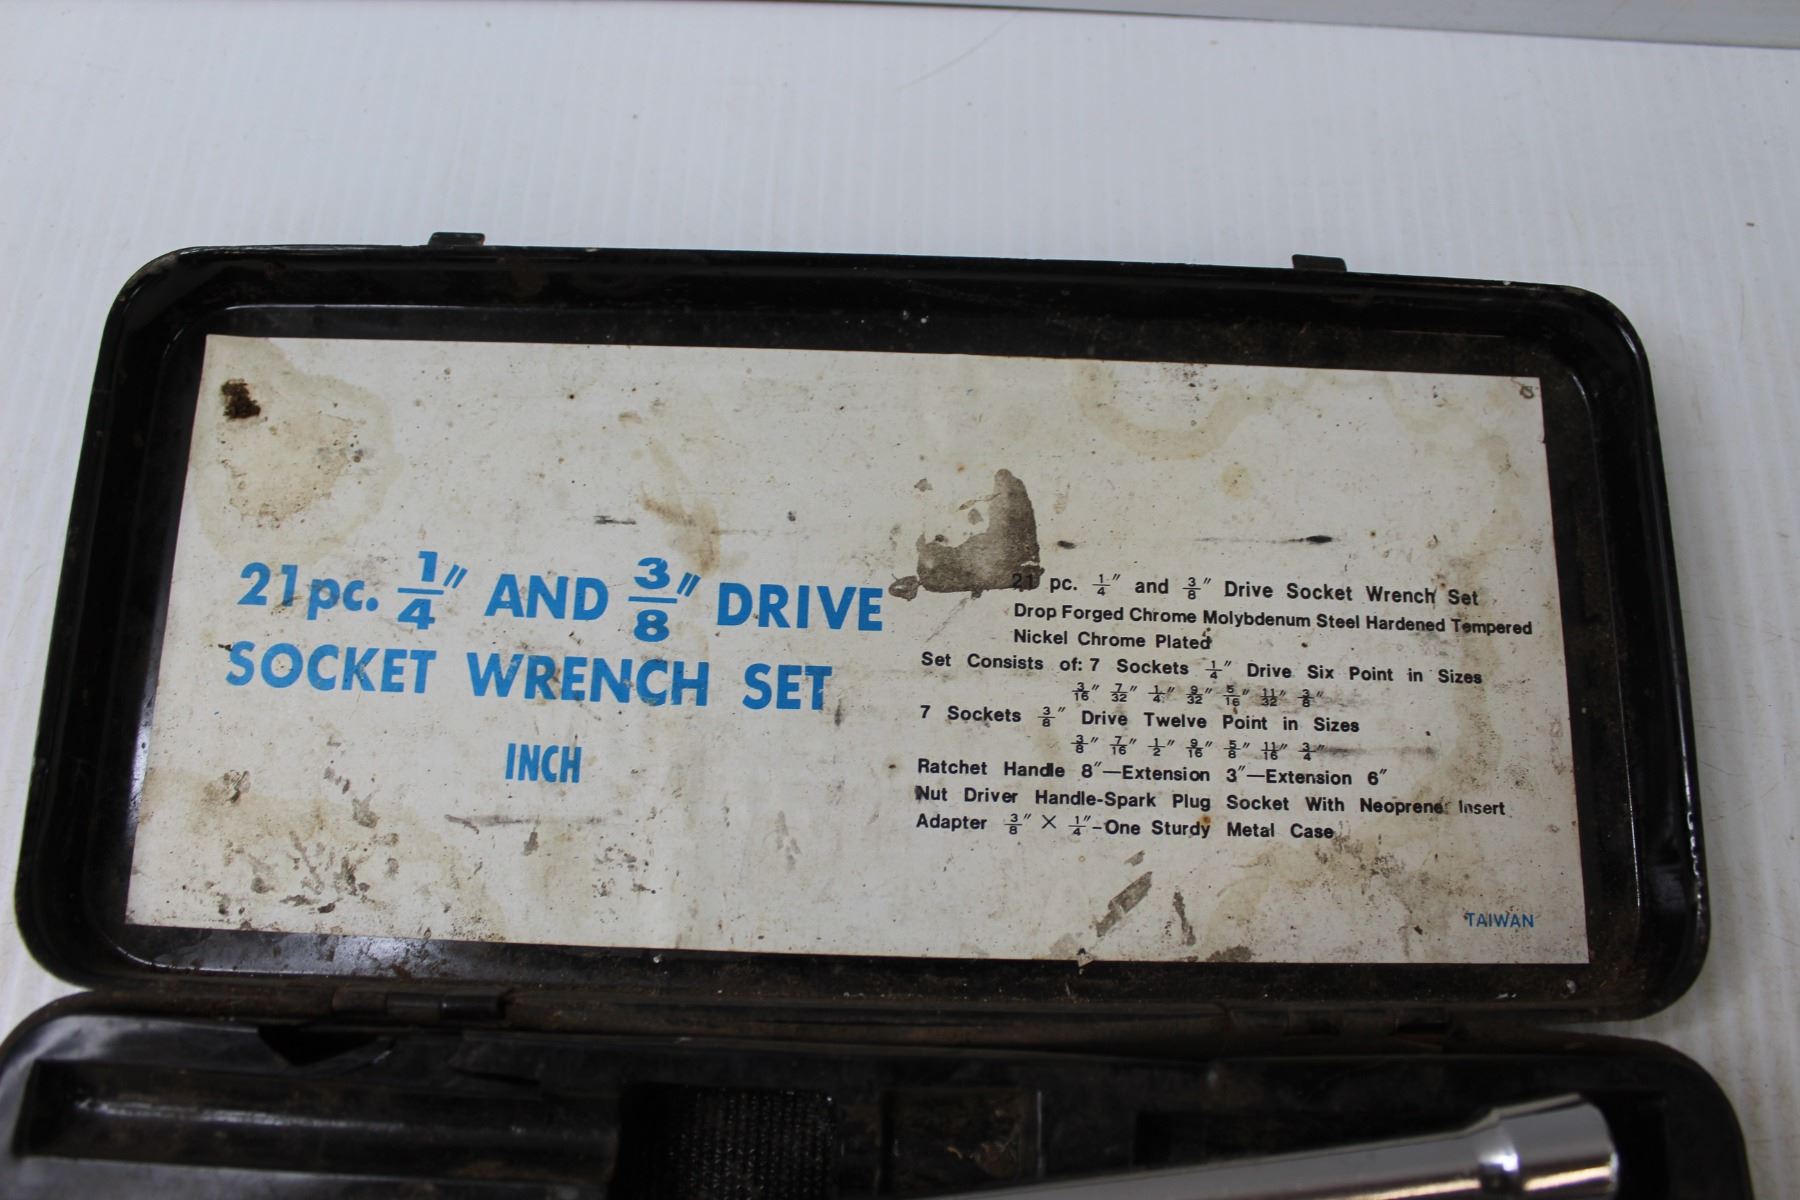 21 pc. 1/4" AND 3/8" DRIVE
SOCKET WRENCH SET
INCH
21 pc. 1/4" and 3/8" Drive Socket Wrench Set
Drop Forged Chrome Molybdenum Steel Hardened Tempered
Nickel Chrome Plated
Set Consists of: 7 Sockets 1/4" Drive Six Point in Sizes
3/16" 7/32" 1/4" 9/32" 5/16" 11/32" 3/8"
7 Sockets 3/8" Drive Twelve Point in Sizes
3/8" 7/16" 1/2" 9/16" 5/8" 11/16" 3/4"
Ratchet Handle 8"—Extension 3"—Extension 6"
Nut Driver Handle-Spark Plug Socket With Neoprene Insert
Adapter 3/8" × 1/4"-One Sturdy Metal Case
TAIWAN